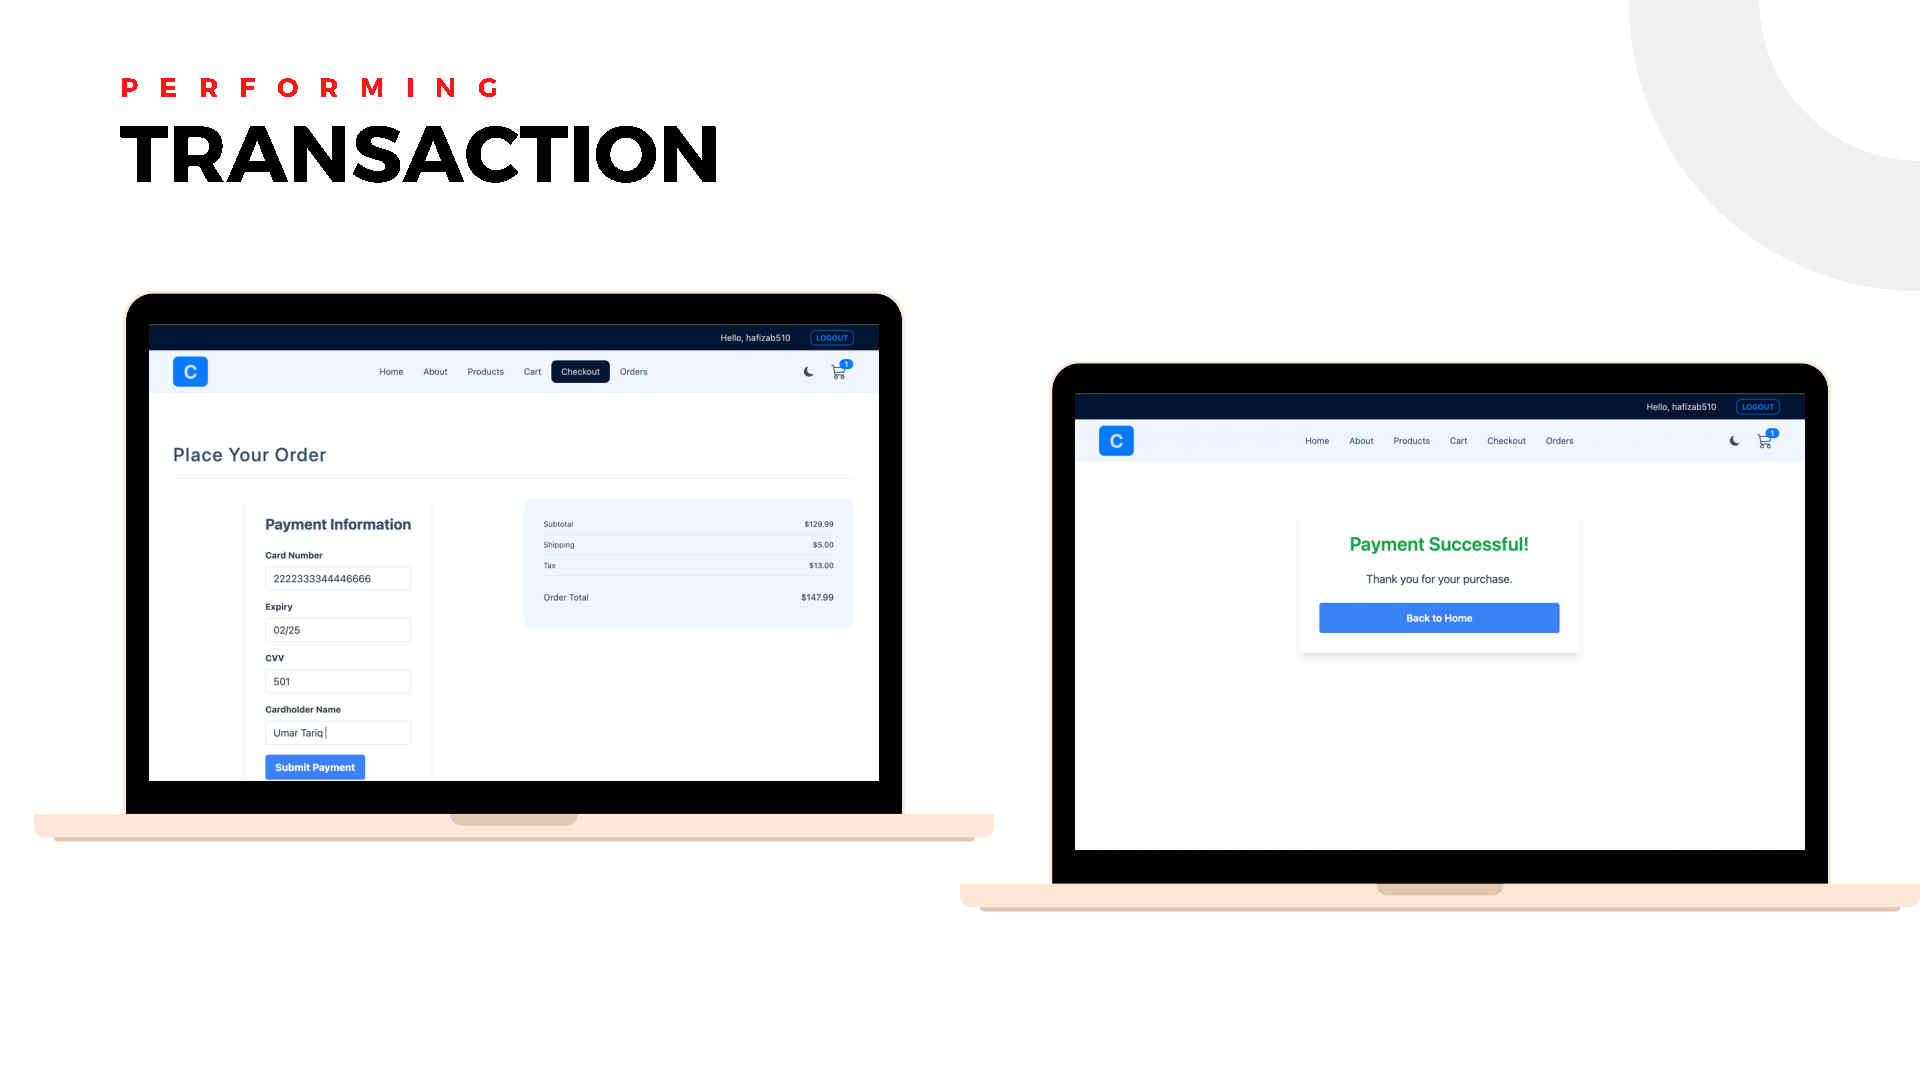 PERFORMING
TRANSACTION
Hello, hafizab510 LOGOUT
C Home About Products Cart Checkout Orders 1
Place Your Order
Payment Information
Card Number
2222333344446666
Expiry
02/25
CVV
501
Cardholder Name
Umar Tariq
Submit Payment
Subtotal $129.99
Shipping $5.00
Tax $13.00
Order Total $147.99
Hello, hafizab510 LOGOUT
C Home About Products Cart Checkout Orders 1
Payment Successful!
Thank you for your purchase.
Back to Home